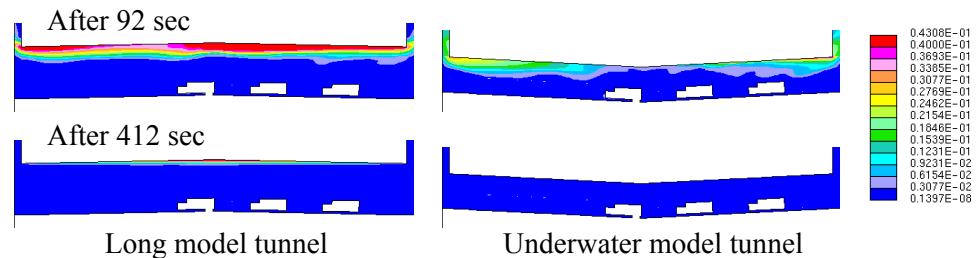 After 92 sec
After 412 sec
Long model tunnel
Underwater model tunnel
0.4308E-01
0.4000E-01
0.3693E-01
0.3385E-01
0.3077E-01
0.2769E-01
0.2462E-01
0.2154E-01
0.1846E-01
0.1539E-01
0.1231E-01
0.9231E-02
0.6154E-02
0.3077E-02
0.1397E-08